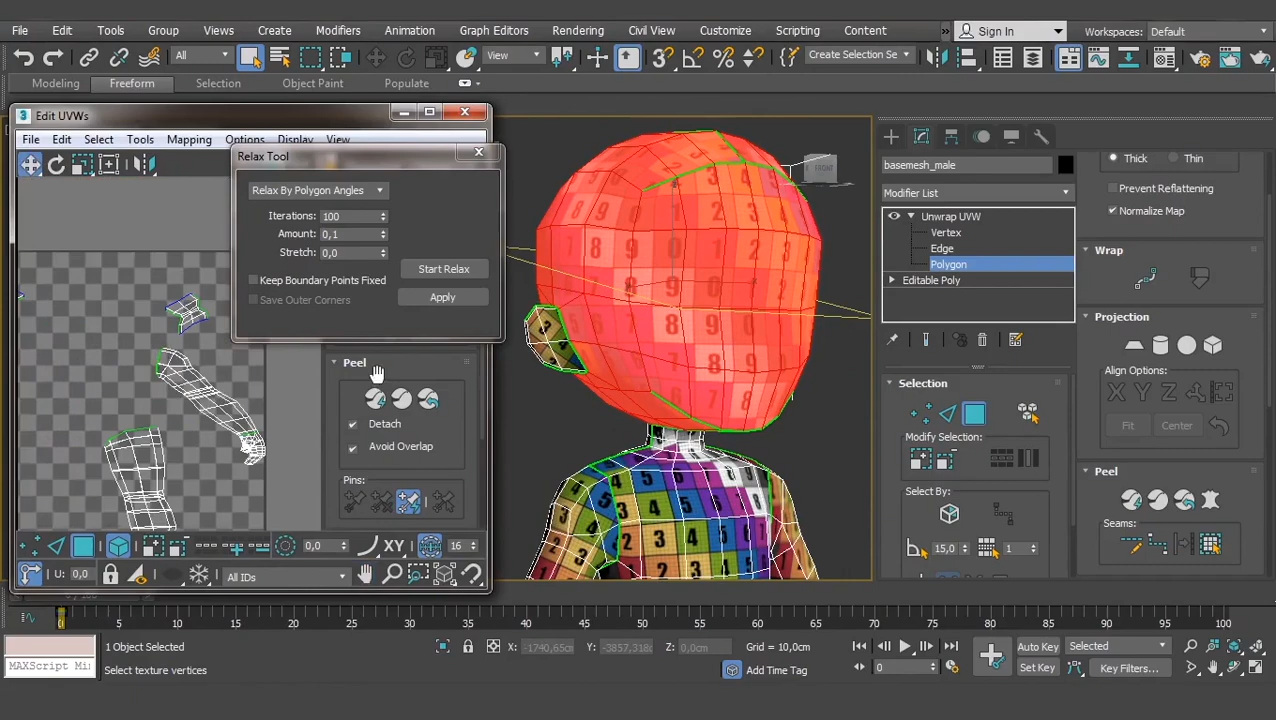 File Edit Tools Group Views Create Modifiers Animation Graph Editors Rendering Civil View Customize Scripting Content Sign In Workspaces: Default
All View Create Selection Se
Modeling Freeform Selection Object Paint Populate
3 Edit UVWs
File Edit Select Tools Mapping Options Display View
Relax Tool
Relax By Polygon Angles
Iterations: 100
Amount: 0,1
Stretch: 0,0
Start Relax
Keep Boundary Points Fixed
Apply
Save Outer Corners
Peel
Detach
Avoid Overlap
Pins:
0,0 XY 16
U: 0,0 All IDs
FRONT
basemesh_male
Modifier List
Unwrap UVW
Vertex
Edge
Polygon
Editable Poly
Selection
Modify Selection:
Select By:
15,0 1
Thick Thin
Prevent Reflattening
Normalize Map
Wrap
Projection
Align Options:
X Y Z
Fit Center
Peel
Seams:
0 / 100
0 5 10 15 20 25 30 35 40 45 50 55 60 65 70 75 80 85 90 95 100
1 Object Selected
X: -1740,65cm Y: -3857,318c Z: 0,0cm Grid = 10,0cm
Auto Key Selected
MAXScript Mi
Select texture vertices
Add Time Tag
0
Set Key Key Filters...